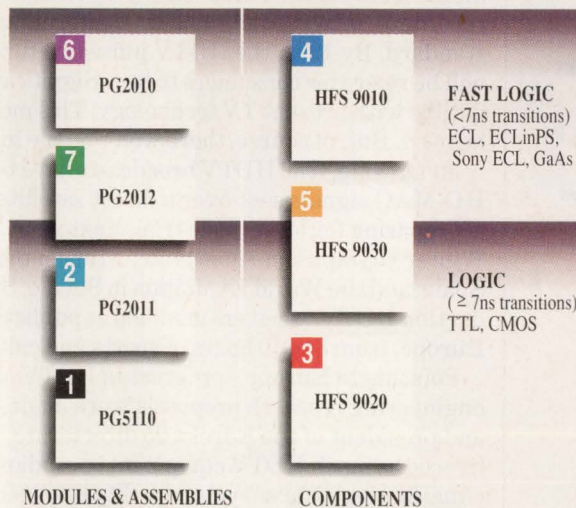 6
PG2010
7
PG2012
2
PG2011
1
PG5110
MODULES & ASSEMBLIES
4
HFS 9010
5
HFS 9030
3
HFS 9020
COMPONENTS
FAST LOGIC
(<7ns transitions)
ECL, ECLinPS,
Sony ECL, GaAs
LOGIC
( ≥ 7ns transitions)
TTL, CMOS